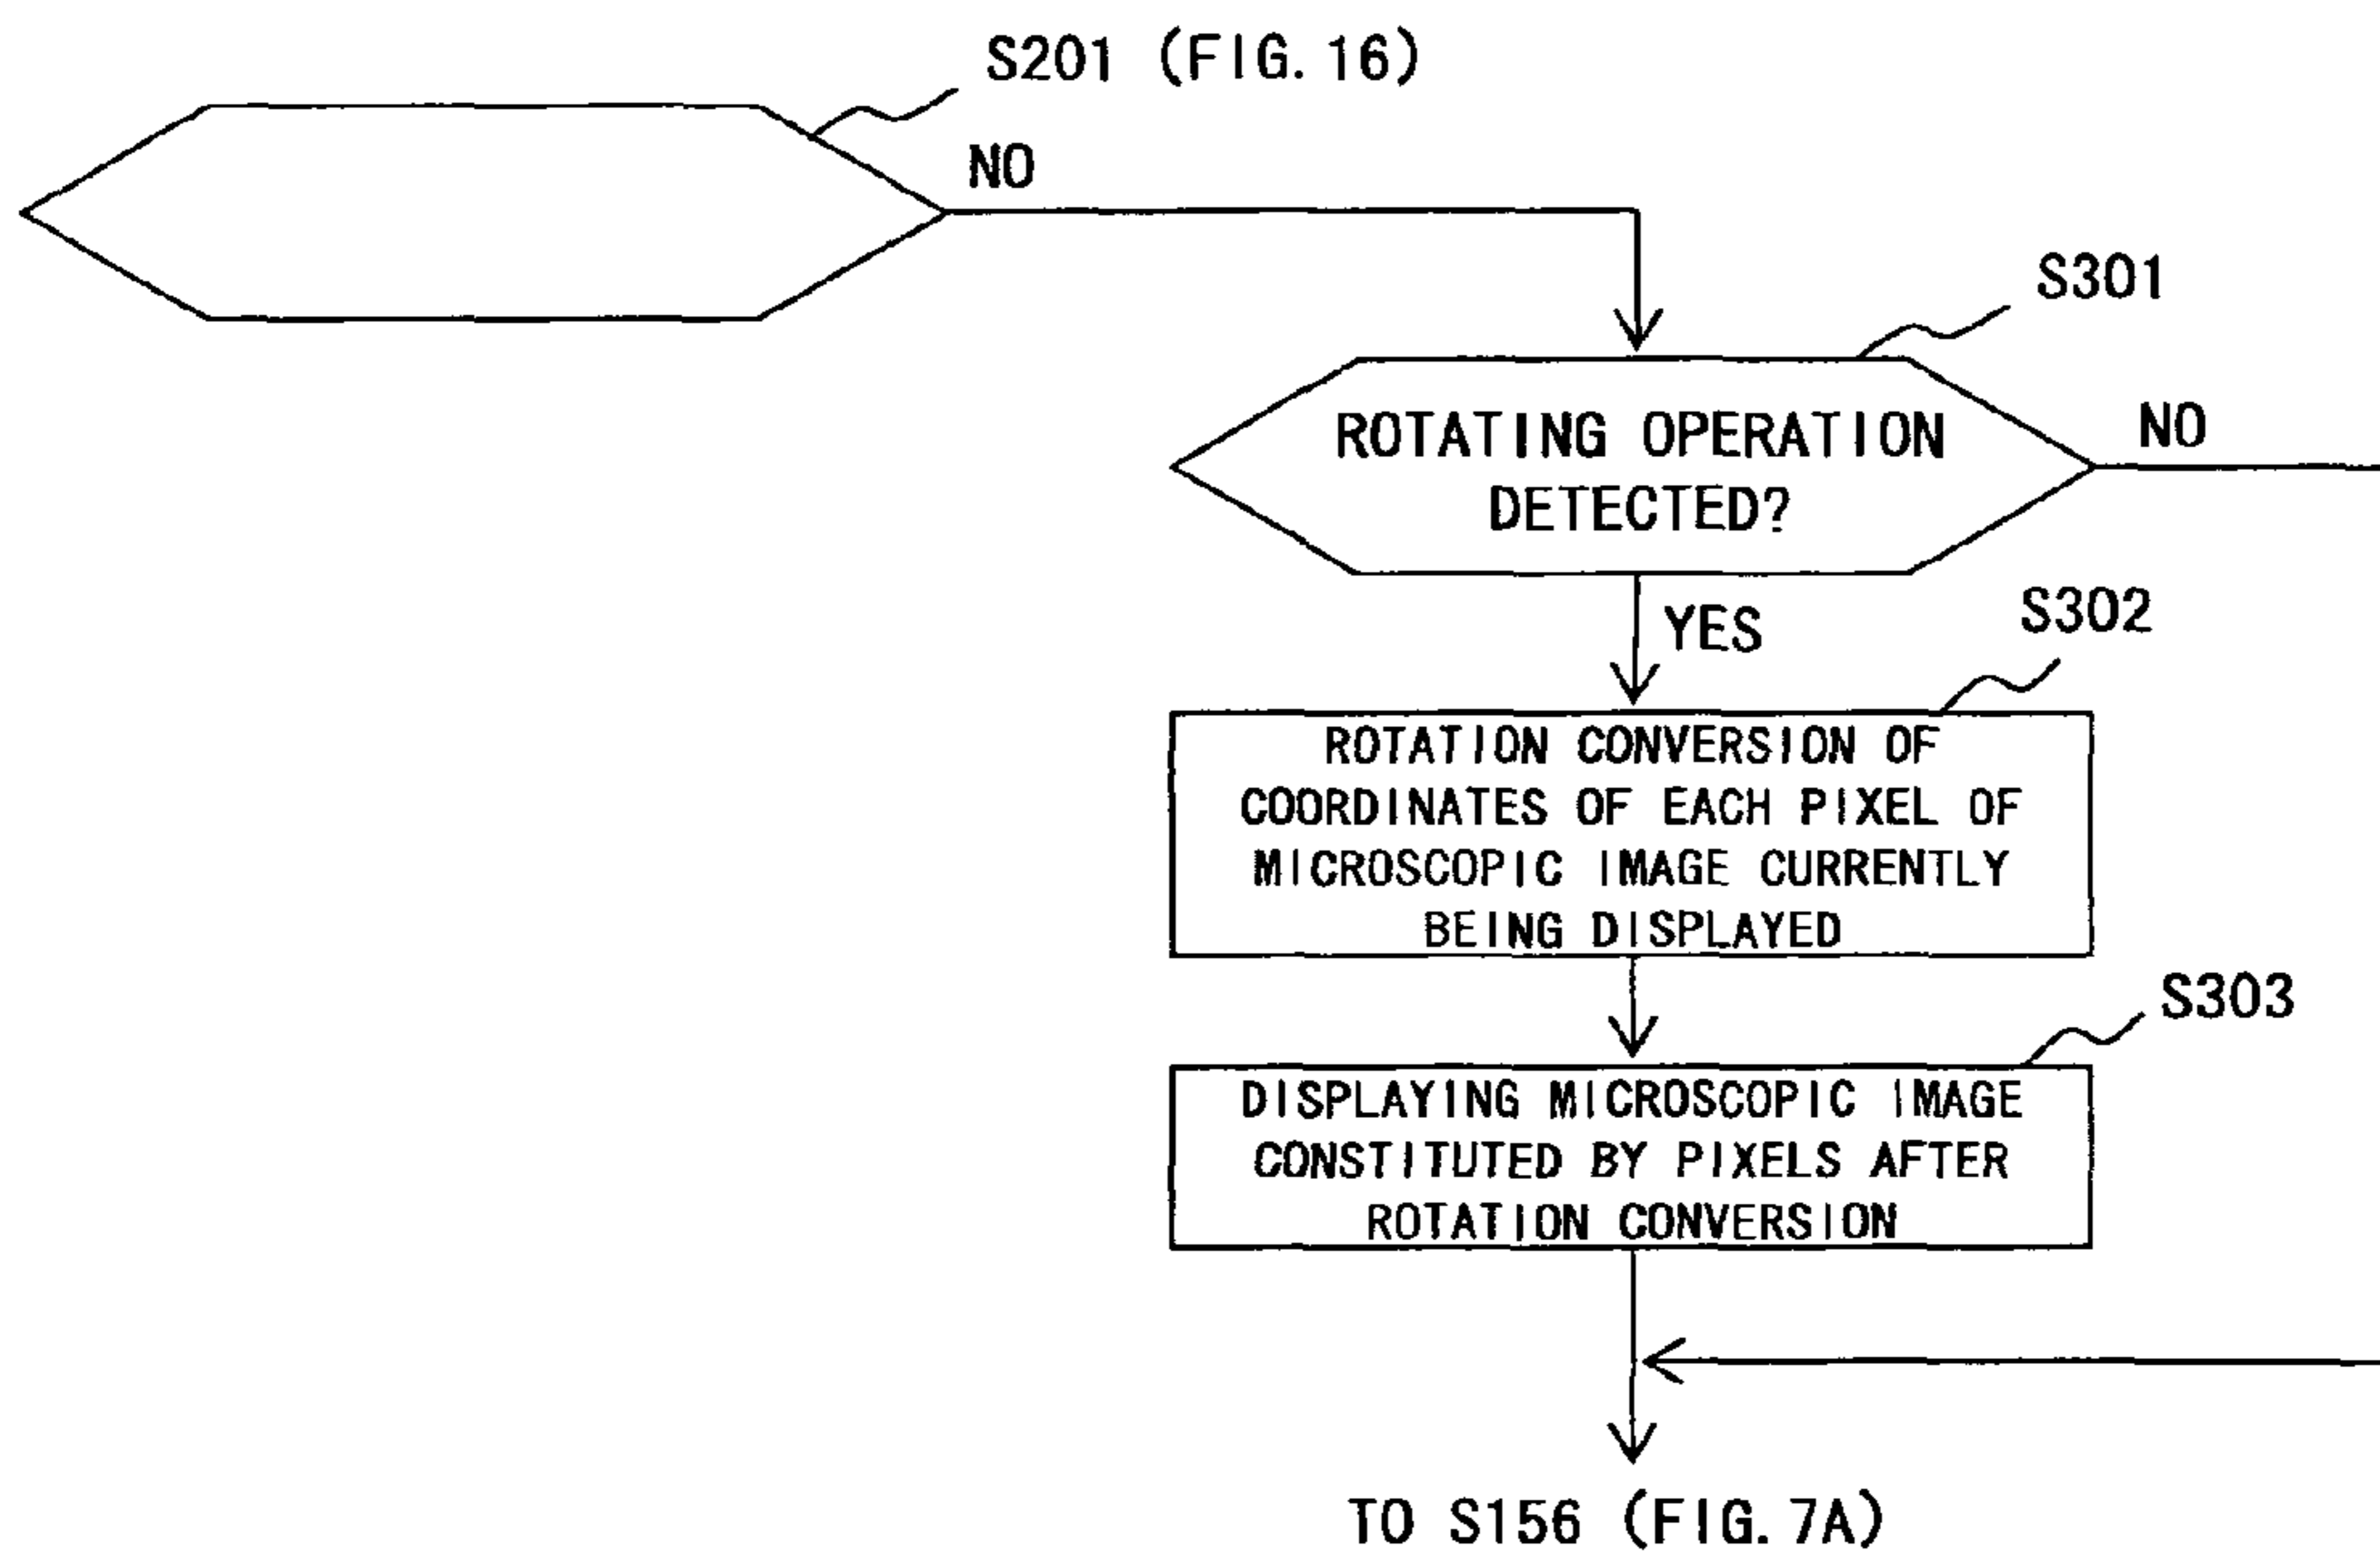 S201 (FIG. 16)
NO
S301
ROTATING OPERATION
DETECTED?
NO
YES
S302
ROTATION CONVERSION OF
COORDINATES OF EACH PIXEL OF
MICROSCOPIC IMAGE CURRENTLY
BEING DISPLAYED
S303
DISPLAYING MICROSCOPIC IMAGE
CONSTITUTED BY PIXELS AFTER
ROTATION CONVERSION
TO S156 (FIG. 7A)